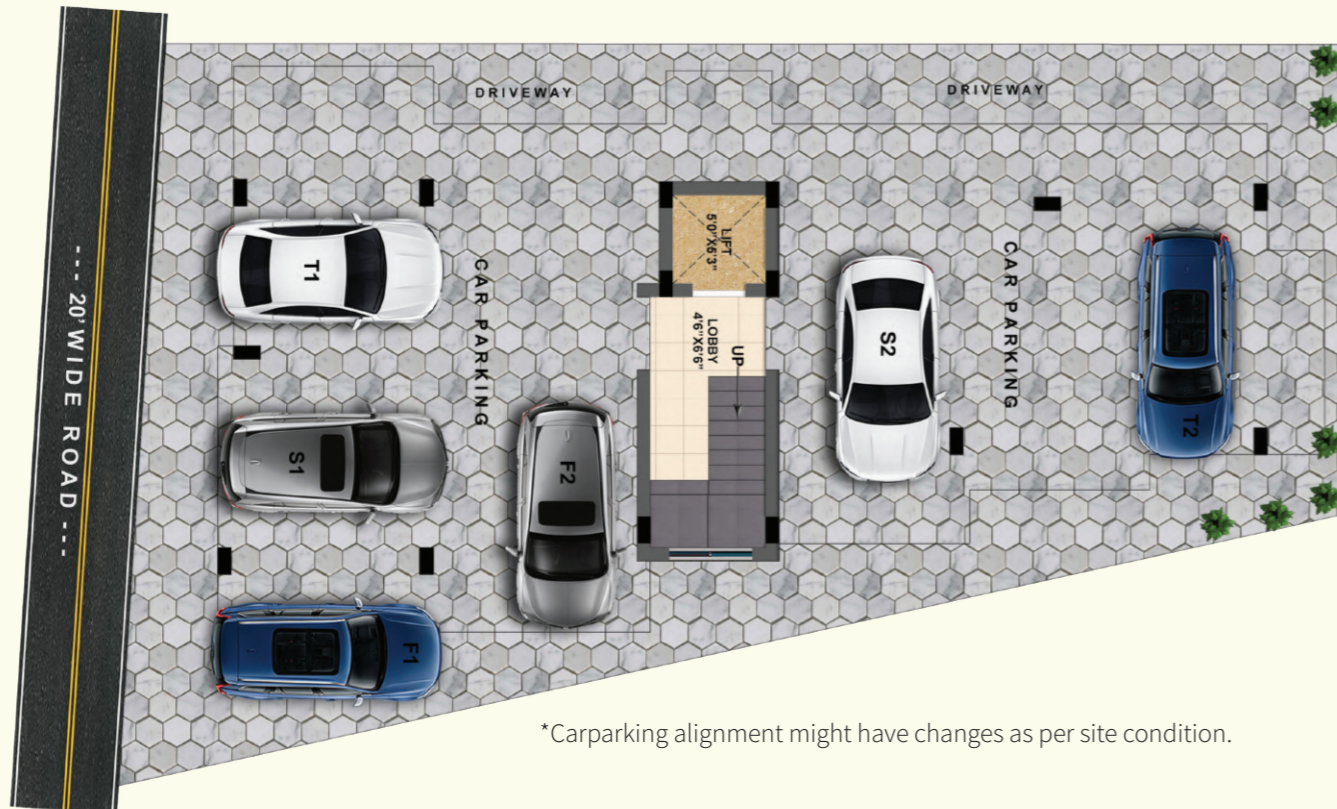 --- 20'WIDE ROAD ---
DRIVEWAY
DRIVEWAY
T1
S1
F1
CAR PARKING
F2
LIFT
5'0"X5'3"
LOBBY
4'6"X6'6"
UP
S2
CAR PARKING
T2
*Carparking alignment might have changes as per site condition.